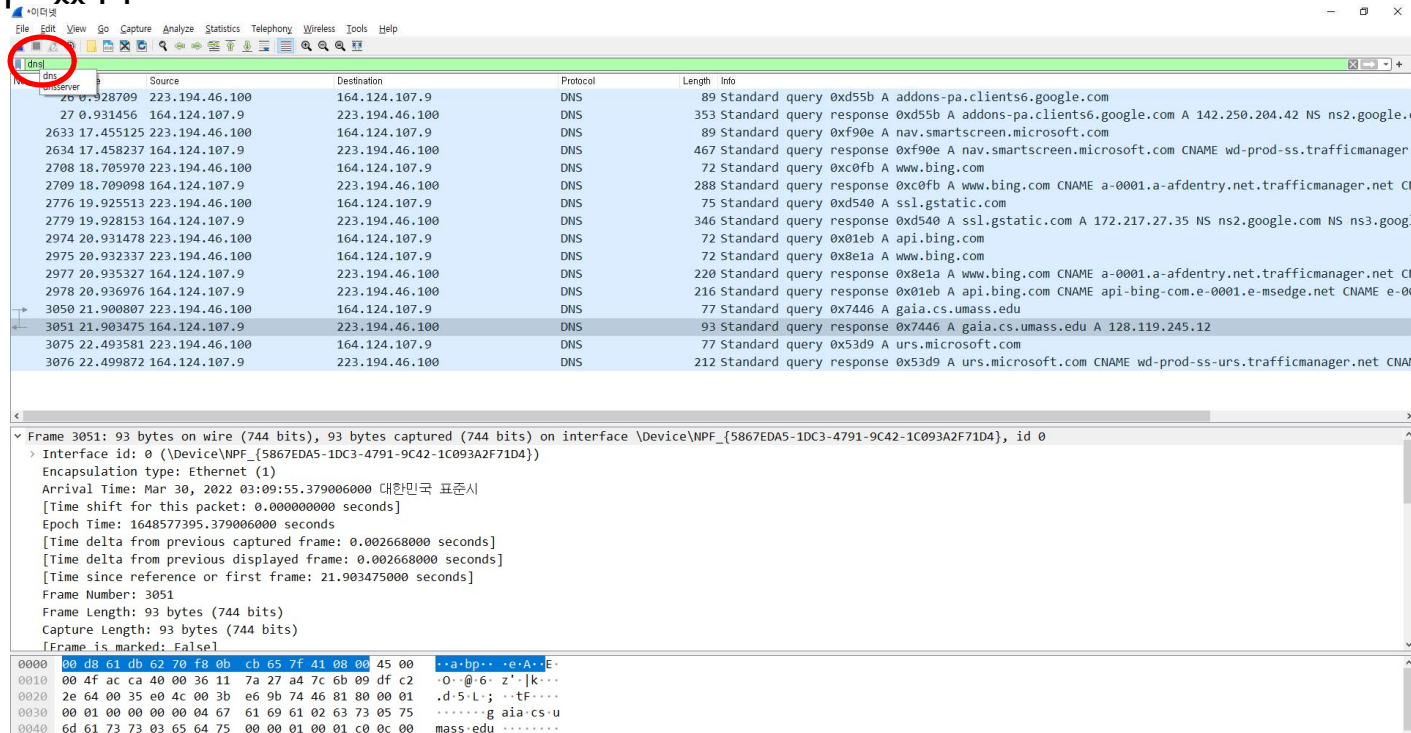 *이더넷
File Edit View Go Capture Analyze Statistics Telephony Wireless Tools Help
dns
dns
dnsserver
Source Destination Protocol Length Info
26 0.928709 223.194.46.100 164.124.107.9 DNS 89 Standard query 0xd55b A addons-pa.clients6.google.com
27 0.931456 164.124.107.9 223.194.46.100 DNS 353 Standard query response 0xd55b A addons-pa.clients6.google.com A 142.250.204.42 NS ns2.google.
2633 17.455125 223.194.46.100 164.124.107.9 DNS 89 Standard query 0xf90e A nav.smartscreen.microsoft.com
2634 17.458237 164.124.107.9 223.194.46.100 DNS 467 Standard query response 0xf90e A nav.smartscreen.microsoft.com CNAME wd-prod-ss.trafficmanager
2708 18.705970 223.194.46.100 164.124.107.9 DNS 72 Standard query 0xc0fb A www.bing.com
2709 18.709098 164.124.107.9 223.194.46.100 DNS 288 Standard query response 0xc0fb A www.bing.com CNAME a-0001.a-afdentry.net.trafficmanager.net
2776 19.925513 223.194.46.100 164.124.107.9 DNS 75 Standard query 0xd540 A ssl.gstatic.com
2779 19.928153 164.124.107.9 223.194.46.100 DNS 346 Standard query response 0xd540 A ssl.gstatic.com A 172.217.27.35 NS ns2.google.com NS ns3.goog
2974 20.931478 223.194.46.100 164.124.107.9 DNS 72 Standard query 0x01eb A api.bing.com
2975 20.932337 223.194.46.100 164.124.107.9 DNS 72 Standard query 0x8e1a A www.bing.com
2977 20.935327 164.124.107.9 223.194.46.100 DNS 220 Standard query response 0x8e1a A www.bing.com CNAME a-0001.a-afdentry.net.trafficmanager.net
2978 20.936976 164.124.107.9 223.194.46.100 DNS 216 Standard query response 0x01eb A api.bing.com CNAME api-bing-com.e-0001.e-msedge.net CNAME
3050 21.900807 223.194.46.100 164.124.107.9 DNS 77 Standard query 0x7446 A gaia.cs.umass.edu
3051 21.903475 164.124.107.9 223.194.46.100 DNS 93 Standard query response 0x7446 A gaia.cs.umass.edu A 128.119.245.12
3075 22.493581 223.194.46.100 164.124.107.9 DNS 77 Standard query 0x53d9 A urs.microsoft.com
3076 22.499872 164.124.107.9 223.194.46.100 DNS 212 Standard query response 0x53d9 A urs.microsoft.com CNAME wd-prod-ss-urs.trafficmanager.net
Frame 3051: 93 bytes on wire (744 bits), 93 bytes captured (744 bits) on interface \Device\NPF_{5867EDA5-1DC3-4791-9C42-1C093A2F71D4}, id 0
Interface id: 0 (\Device\NPF_{5867EDA5-1DC3-4791-9C42-1C093A2F71D4})
Encapsulation type: Ethernet (1)
Arrival Time: Mar 30, 2022 03:09:55.379006000 대한민국 표준시
[Time shift for this packet: 0.000000000 seconds]
Epoch Time: 1648577395.379006000 seconds
[Time delta from previous captured frame: 0.002668000 seconds]
[Time delta from previous displayed frame: 0.002668000 seconds]
[Time since reference or first frame: 21.903475000 seconds]
Frame Number: 3051
Frame Length: 93 bytes (744 bits)
Capture Length: 93 bytes (744 bits)
[Frame is marked: False]
0000 00 d8 61 db 62 70 f8 0b cb 65 7f 41 08 00 45 00 ··a·bp·· ·e·A··E·
0010 00 4f ac ca 40 00 36 11 7a 27 a4 7c 6b 09 df c2 ·O··@·6· z'·|k···
0020 2e 64 00 35 e0 4c 00 3b e6 9b 74 46 81 80 00 01 .d·5·L·; ··tF····
0030 00 01 00 00 00 00 04 67 61 69 61 02 63 73 05 75 ·······g aia·cs·u
0040 6d 61 73 73 03 65 64 75 00 00 01 00 01 c0 0c 00 mass·edu ········